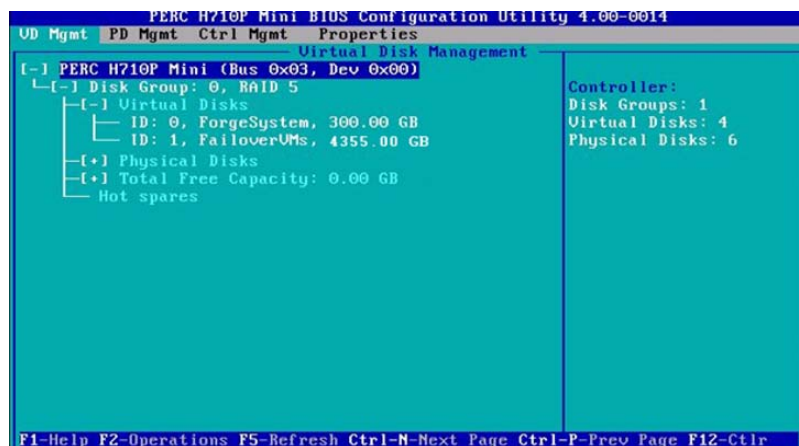 PERC H710P Mini BIOS Configuration Utility 4.00-0014
VD Mgmt PD Mgmt Ctrl Mgmt Properties
Virtual Disk Management
[-] PERC H710P Mini (Bus 0x03, Dev 0x00)
[-] Disk Group: 0, RAID 5
[-] Virtual Disks
ID: 0, ForgeSystem, 300.00 GB
ID: 1, FailoverVMs, 4355.00 GB
[+] Physical Disks
[+] Total Free Capacity: 0.00 GB
Hot spares
Controller:
Disk Groups: 1
Virtual Disks: 4
Physical Disks: 6
F1-Help F2-Operations F5-Refresh Ctrl-N-Next Page Ctrl-P-Prev Page F12-Ctlr